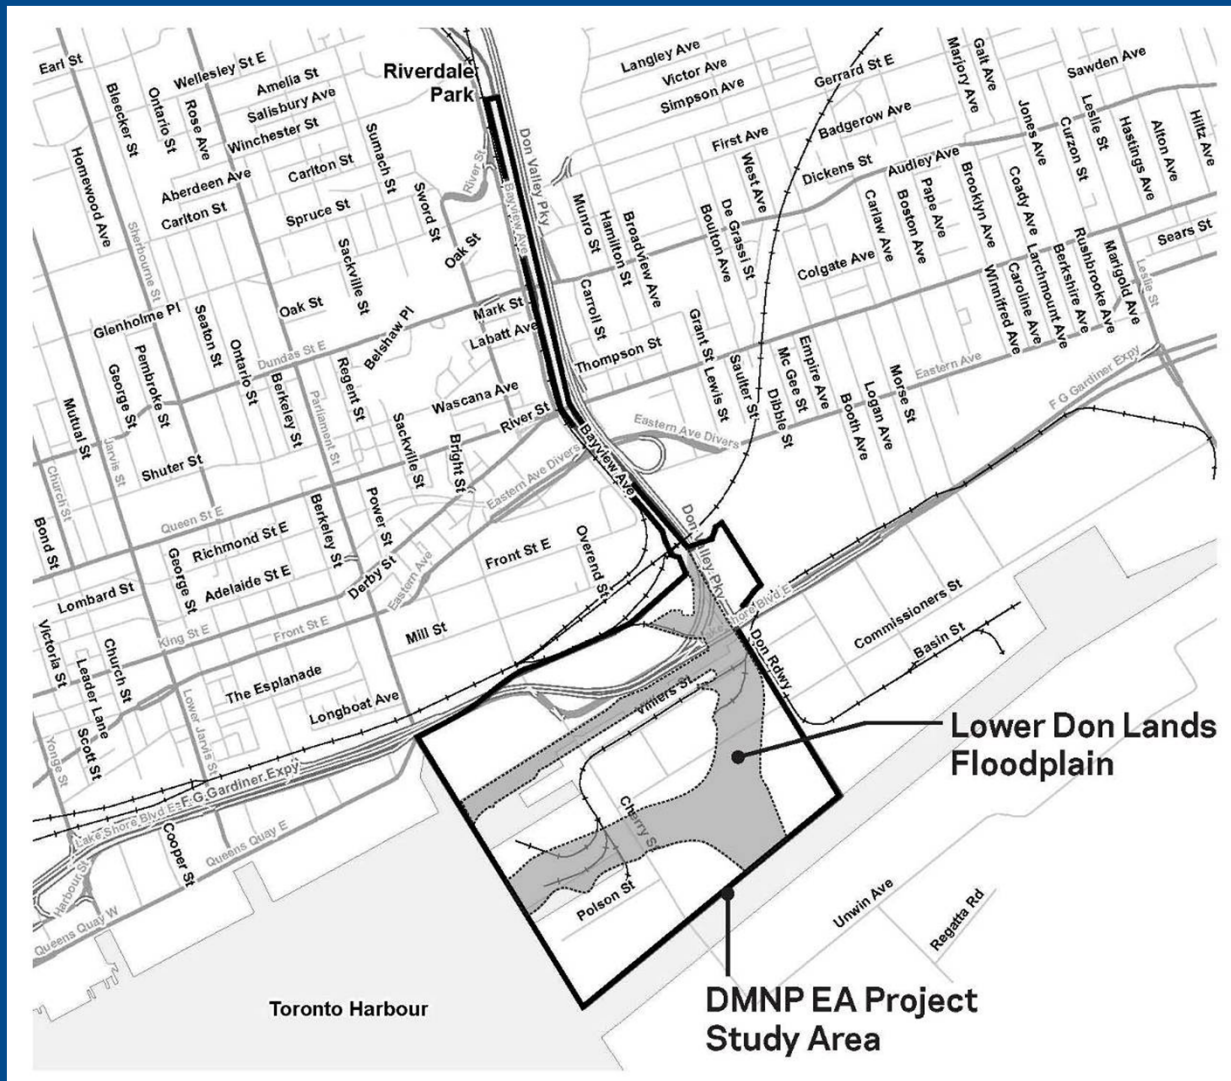 Earl St
Wellesley St E
Amelia St
Salisbury Ave
Winchester St
Bleecker St
Ontario St
Rose Ave
Homewood Ave
Aberdeen Ave
Carlton St
Carlton St
Spruce St
Sumach St
Sword St
River St
Riverdale
Park
Bayview Ave
Don Valley Pky
Langley Ave
Victor Ave
Simpson Ave
First Ave
Gerrard St E
Badgerow Ave
Dickens St
Audley Ave
Marjory Ave
Galt Ave
Sawden Ave
Jones Ave
Leslie St
Curzon St
Hastings Ave
Alton Ave
Hiltz Ave
Sears St
West Ave
De Grassi St
Boulton Ave
Munro St
Hamilton St
Broadview Ave
Carroll St
Carlaw Ave
Boston Ave
Pape Ave
Brooklyn Ave
Coady Ave
Colgate Ave
Winnifred Ave
Caroline Ave
Larchmount Ave
Berkshire Ave
Rushbrooke Ave
Marigold Ave
Leslie St
Sherbourne St
Glenholme Pl
Seaton St
Pembroke St
George St
Ontario St
Oak St
Sackville St
Oak St
Belshaw Pl
Dundas St E
Mark St
Labatt Ave
Thompson St
Grant St
Lewis St
Saulter St
Mc Gee St
Empire Ave
Dibble St
Booth Ave
Logan Ave
Morse St
Eastern Ave
F G Gardiner Expy
Mutual St
Jarvis St
Berkeley St
Parliament St
Regent St
Wascana Ave
River St
Sackville St
Bright St
Shuter St
Church St
Queen St E
Eastern Ave Divers
Bayview Ave
Eastern Ave Divers
Bond St
Richmond St E
Berkeley St
Power St
Adelaide St E
George St
Lombard St
Derby St
Eastern Ave
Front St E
Overend St
Don Valley Pky
King St E
Front St E
Mill St
Victoria St
Leader Lane
Church St
Scott St
Yonge St
The Esplanade
Longboat Ave
Lower Jarvis St
Lake Shore Blvd E
F G Gardiner Expy
Cooper St
Queens Quay E
Harbour St
Queens Quay W
Shore Blvd E
Don Rdwy
Commissioners St
Basin St
Villiers St
Cherry St
Polson St
Unwin Ave
Regatta Rd
Lower Don Lands
Floodplain
DMNP EA Project
Study Area
Toronto Harbour